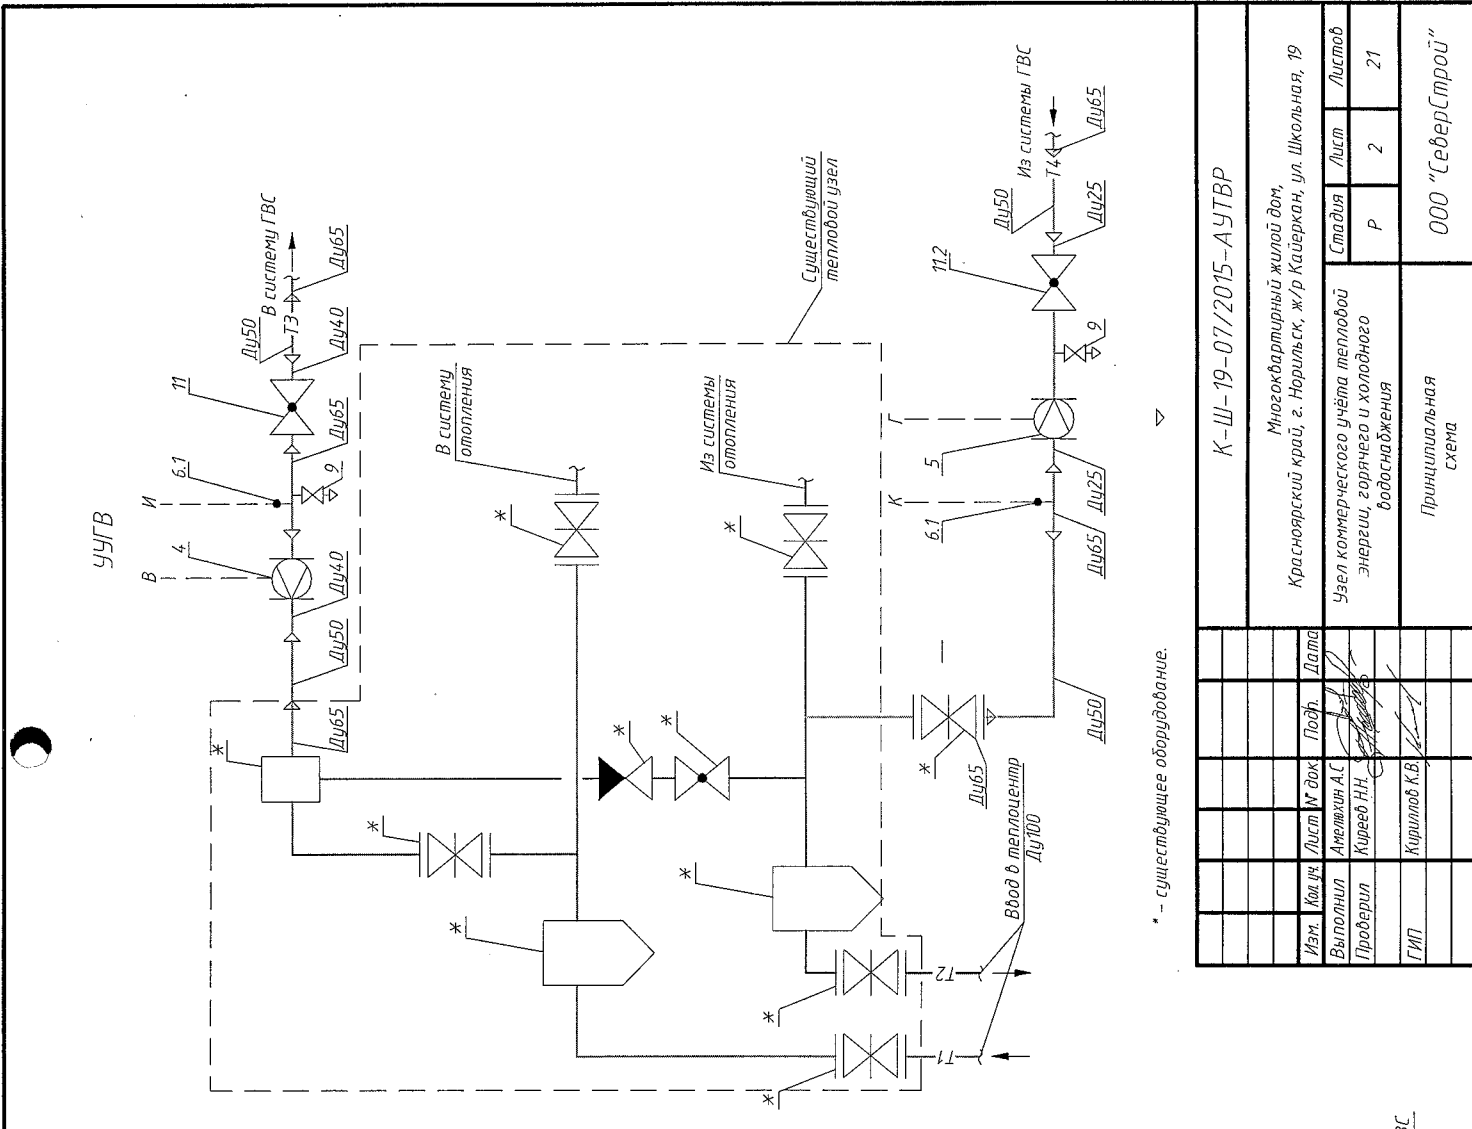 УУГВ
В
4
И
6.1
11
9
Ду65
Ду50
Ду40
Ду65
Ду40
Ду50
Т3
Ду65
В систему ГВС
*
*
*
*
*
*
*
*
*
*
*
В систему
отопления
Из системы
отопления
Существующий
тепловой узел
Из системы ГВС
Т4
Ду65
Ду50
Ду25
11.2
9
Г
5
К
6.1
Ду25
Ду65
Ду50
Ду65
Ввод в теплоцентр
Ду100
Т2
Т1
* - существующее оборудование.
К-Ш-19-07/2015-АУТВР
Многоквартирный жилой дом,
Красноярский край, г. Норильск, ж/р Кайеркан, ул. Школьная, 19
Изм. Кол.уч. Лист № док. Подп. Дата
Выполнил Амелюхин А.С.
Проверил Киреев Н.Н.
ГИП Кириллов К.В.
Узел коммерческого учёта тепловой
энергии, горячего и холодного
водоснабжения
Стадия Лист Листов
Р 2 21
Принципиальная
схема
ООО "СеверСтрой"
ВС